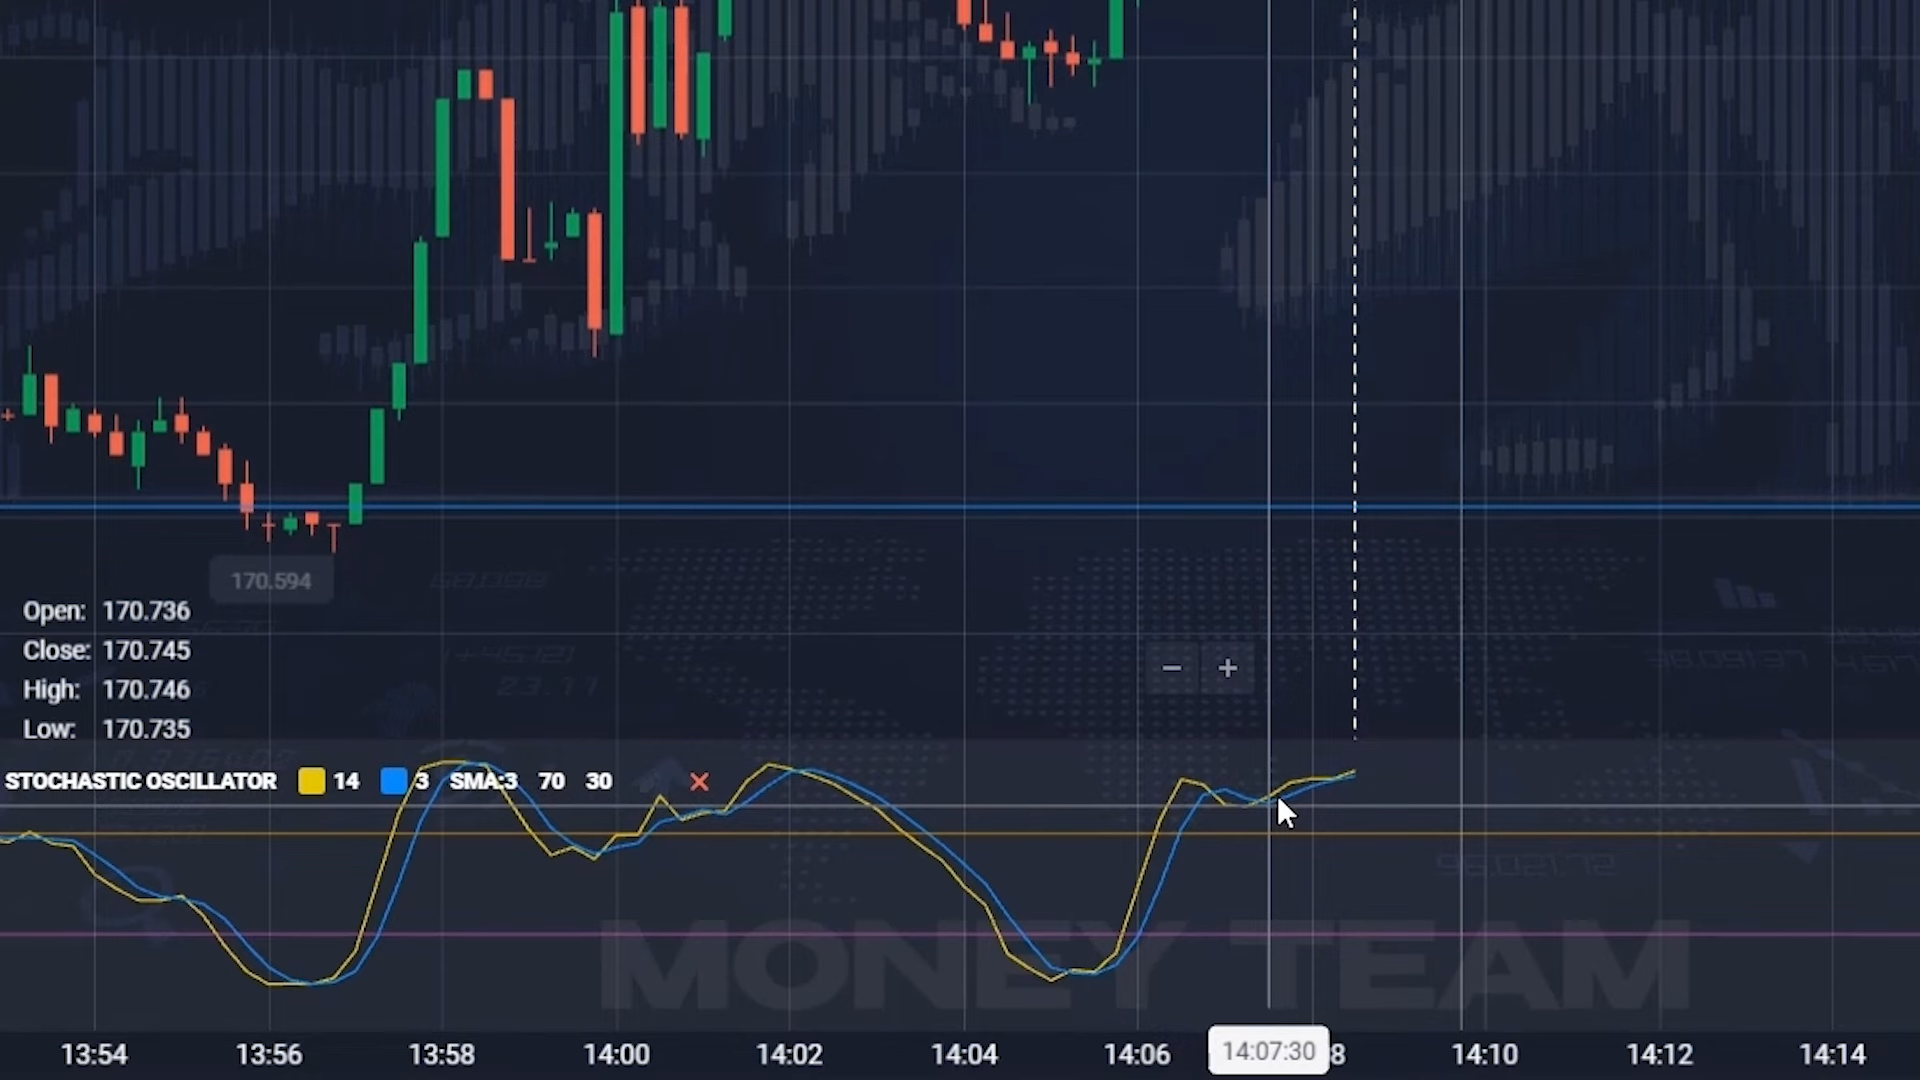 170.594
Open: 170.736
Close: 170.745
High: 170.746
Low: 170.735
STOCHASTIC OSCILLATOR 14 3 SMA:3 70 30
MONEY TEAM
13:54 13:56 13:58 14:00 14:02 14:04 14:06 14:07:30 8 14:10 14:12 14:14